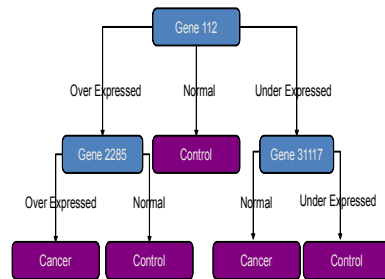 Gene 112
Over Expressed Normal Under Expressed
Gene 2285 Control Gene 31117
Over Expressed Normal Normal Under Expressed
Cancer Control Cancer Control